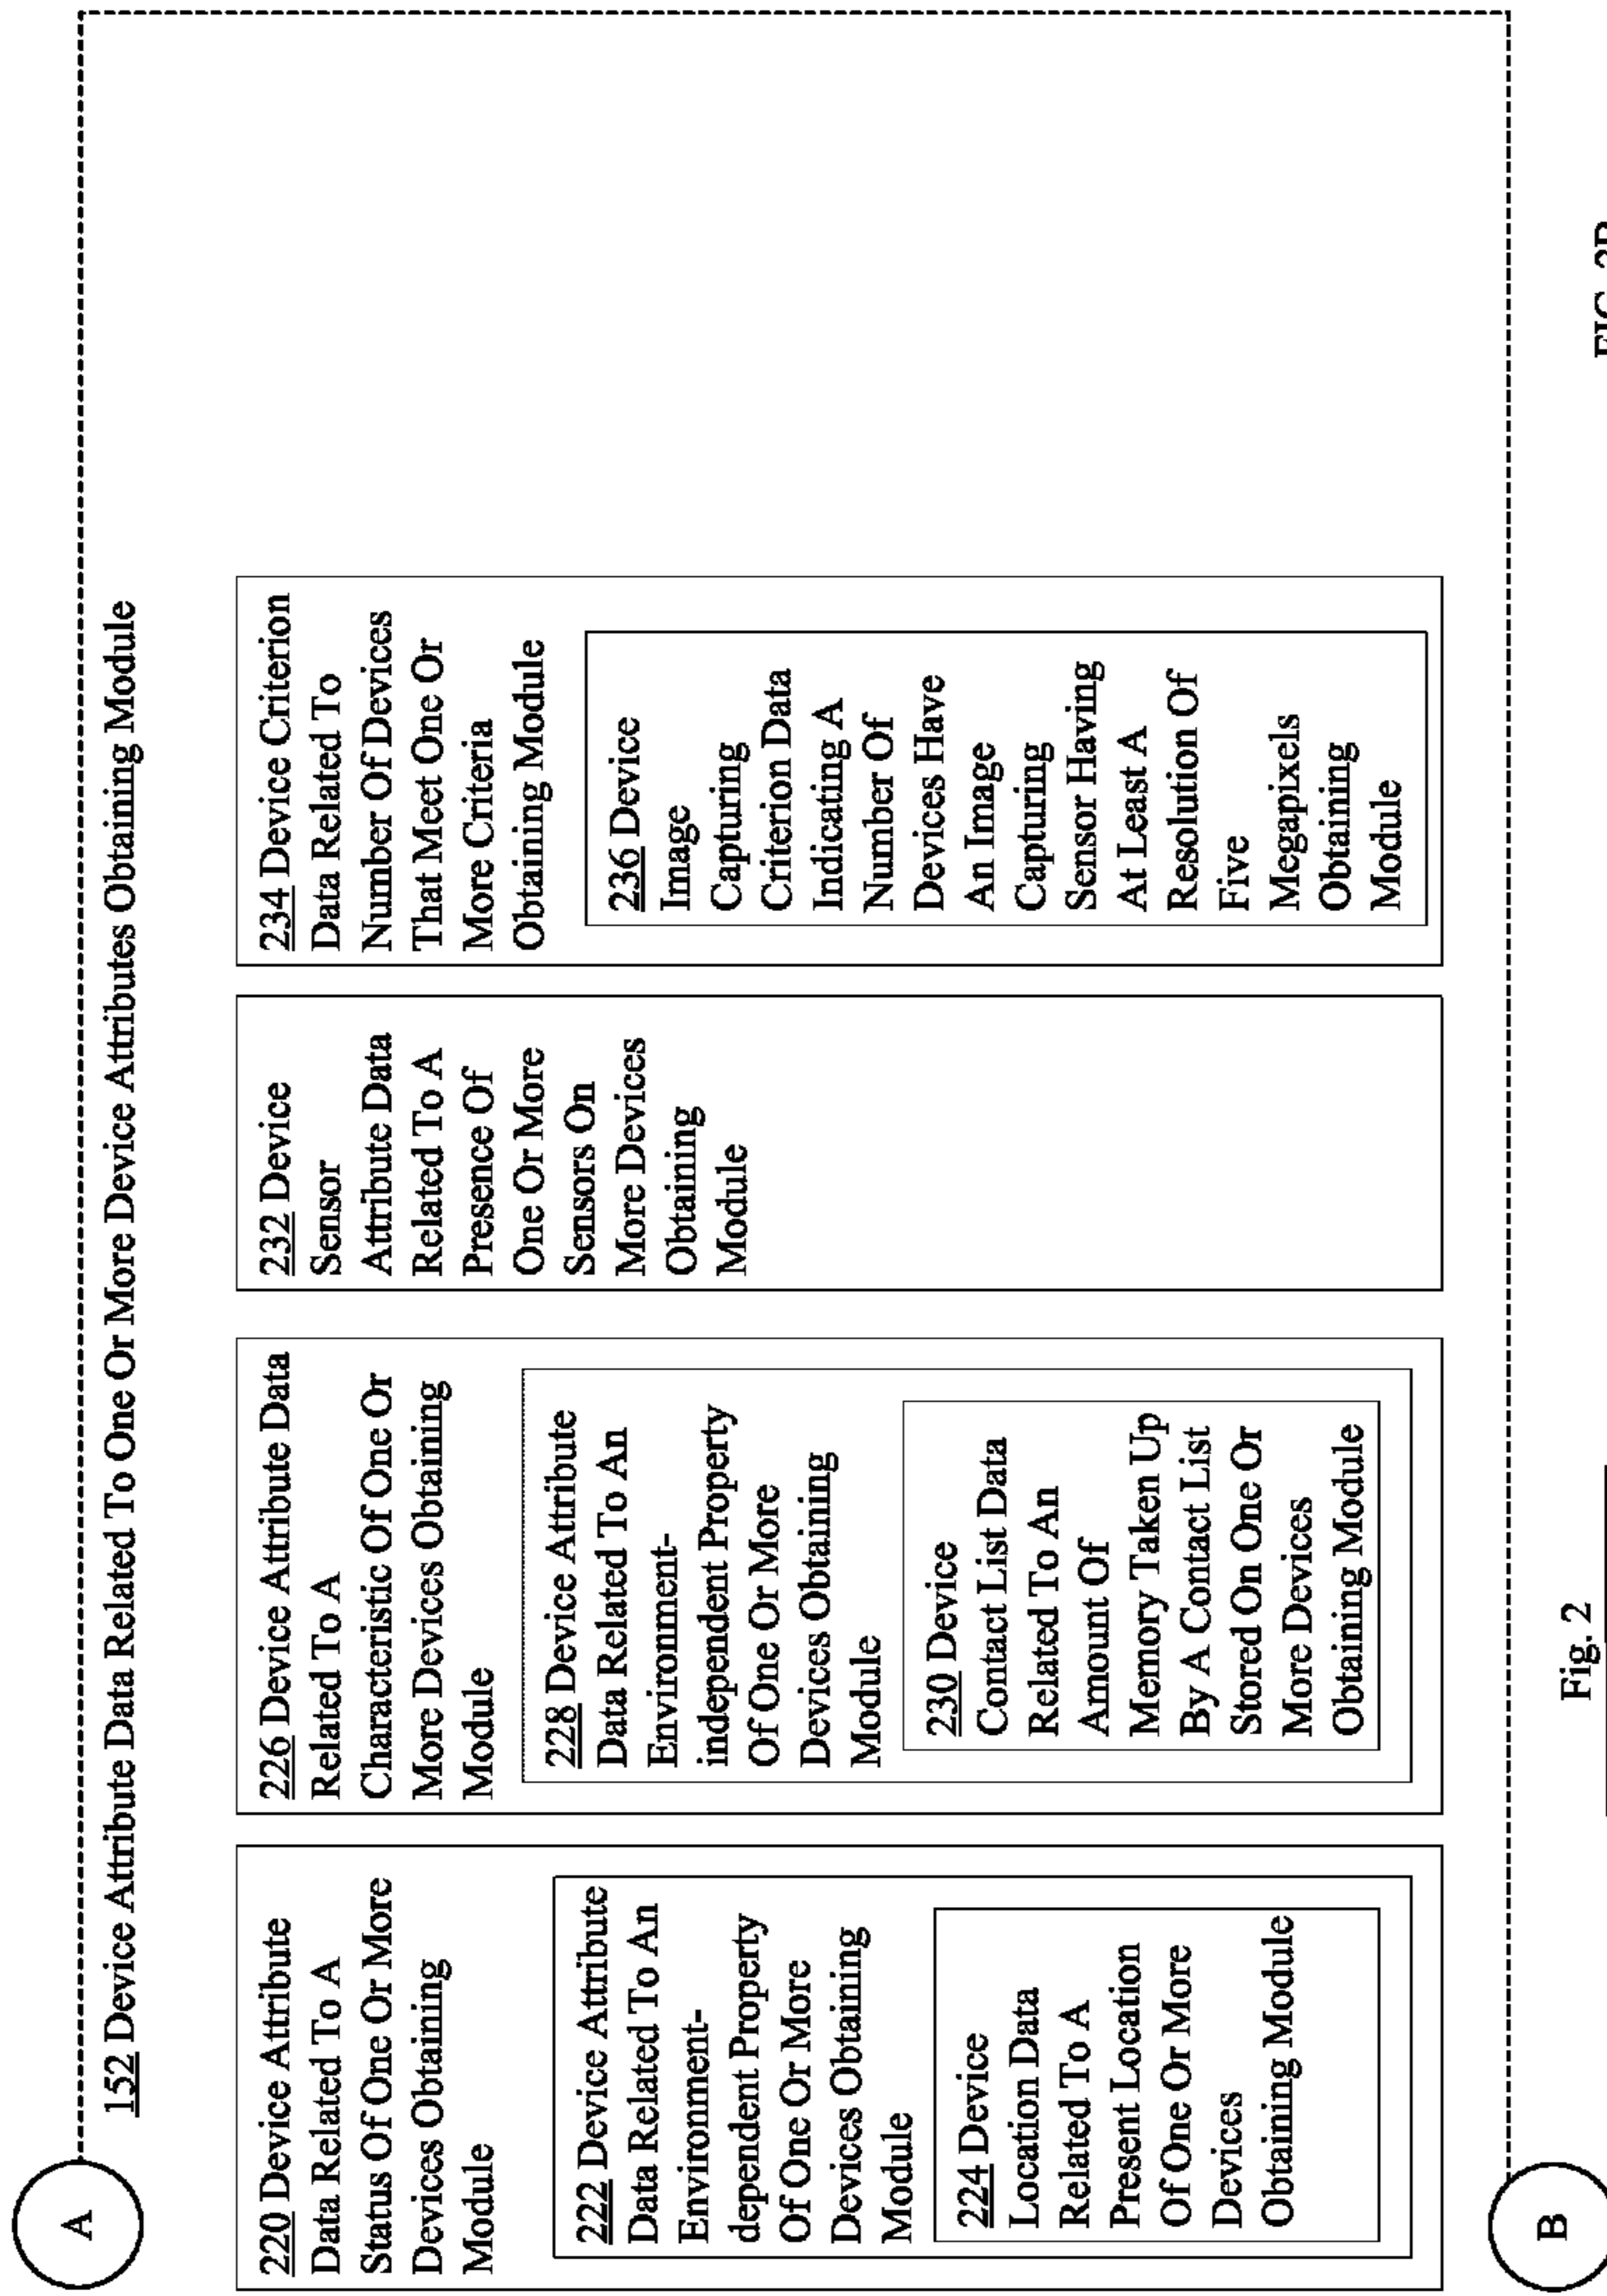 A
152 Device Attribute Data Related To One Or More Device Attributes Obtaining Module
220 Device Attribute
Data Related To A
Status Of One Or More
Devices Obtaining
Module
222 Device Attribute
Data Related To An
Environment-
dependent Property
Of One Or More
Devices Obtaining
Module
224 Device
Location Data
Related To A
Present Location
Of One Or More
Devices
Obtaining Module
226 Device Attribute Data
Related To A
Characteristic Of One Or
More Devices Obtaining
Module
228 Device Attribute
Data Related To An
Environment-
independent Property
Of One Or More
Devices Obtaining
Module
230 Device
Contact List Data
Related To An
Amount Of
Memory Taken Up
By A Contact List
Stored On One Or
More Devices
Obtaining Module
232 Device
Sensor
Attribute Data
Related To A
Presence Of
One Or More
Sensors On
More Devices
Obtaining
Module
234 Device Criterion
Data Related To
Number Of Devices
That Meet One Or
More Criteria
Obtaining Module
236 Device
Image
Capturing
Criterion Data
Indicating A
Number Of
Devices Have
An Image
Capturing
Sensor Having
At Least A
Resolution Of
Five
Megapixels
Obtaining
Module
B
Fig. 2
FIG.